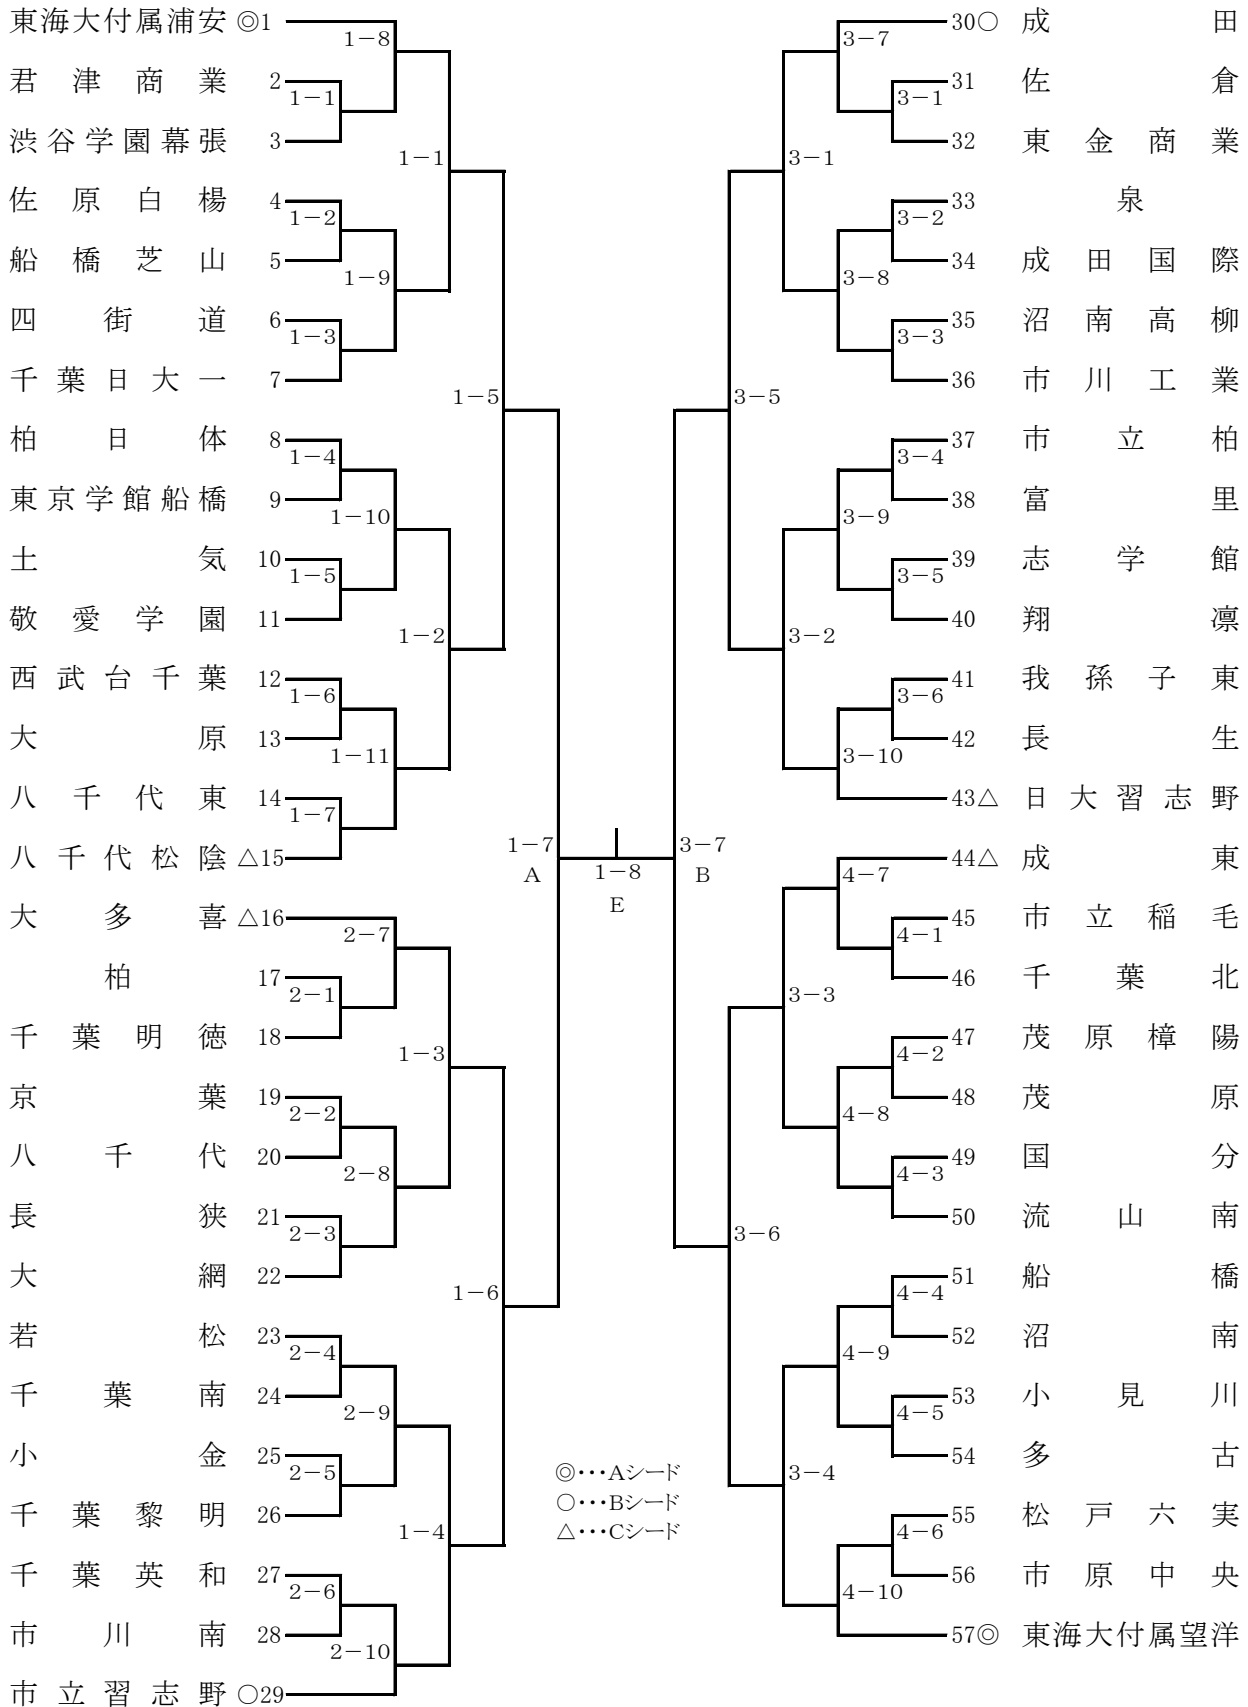 東海大付属浦安 ◎1
1－8
君津商業 2
1－1
渋谷学園幕張 3
1－1
佐原白楊 4
1－2
船橋芝山 5
1－9
四街道 6
1－3
千葉日大一 7
1－5
柏日体 8
1－4
東京学館船橋 9
1－10
土気 10
1－5
敬愛学園 11
1－2
西武台千葉 12
1－6
大原 13
1－11
八千代東 14
1－7
八千代松陰 △15
1－7
A
大多喜 △16
2－7
柏 17
2－1
千葉明徳 18
1－3
京葉 19
2－2
八千代 20
2－8
長狭 21
2－3
大網 22
1－6
若松 23
2－4
千葉南 24
2－9
小金 25
2－5
千葉黎明 26
1－4
千葉英和 27
2－6
市川南 28
2－10
市立習志野 ○29
1－8
E
◎・・・Aシード
○・・・Bシード
△・・・Cシード
30○ 成田
3－7
31 佐倉
3－1
32 東金商業
3－1
33 泉
3－2
34 成田国際
3－8
35 沼南高柳
3－3
36 市川工業
3－5
37 市立柏
3－4
38 富里
3－9
39 志学館
3－5
40 翔凛
3－2
41 我孫子東
3－6
42 長生
3－10
43△ 日大習志野
3－7
B
44△ 成東
4－7
45 市立稲毛
4－1
46 千葉北
3－3
47 茂原樟陽
4－2
48 茂原
4－8
49 国分
4－3
50 流山南
3－6
51 船橋
4－4
52 沼南
4－9
53 小見川
4－5
54 多古
3－4
55 松戸六実
4－6
56 市原中央
4－10
57◎ 東海大付属望洋